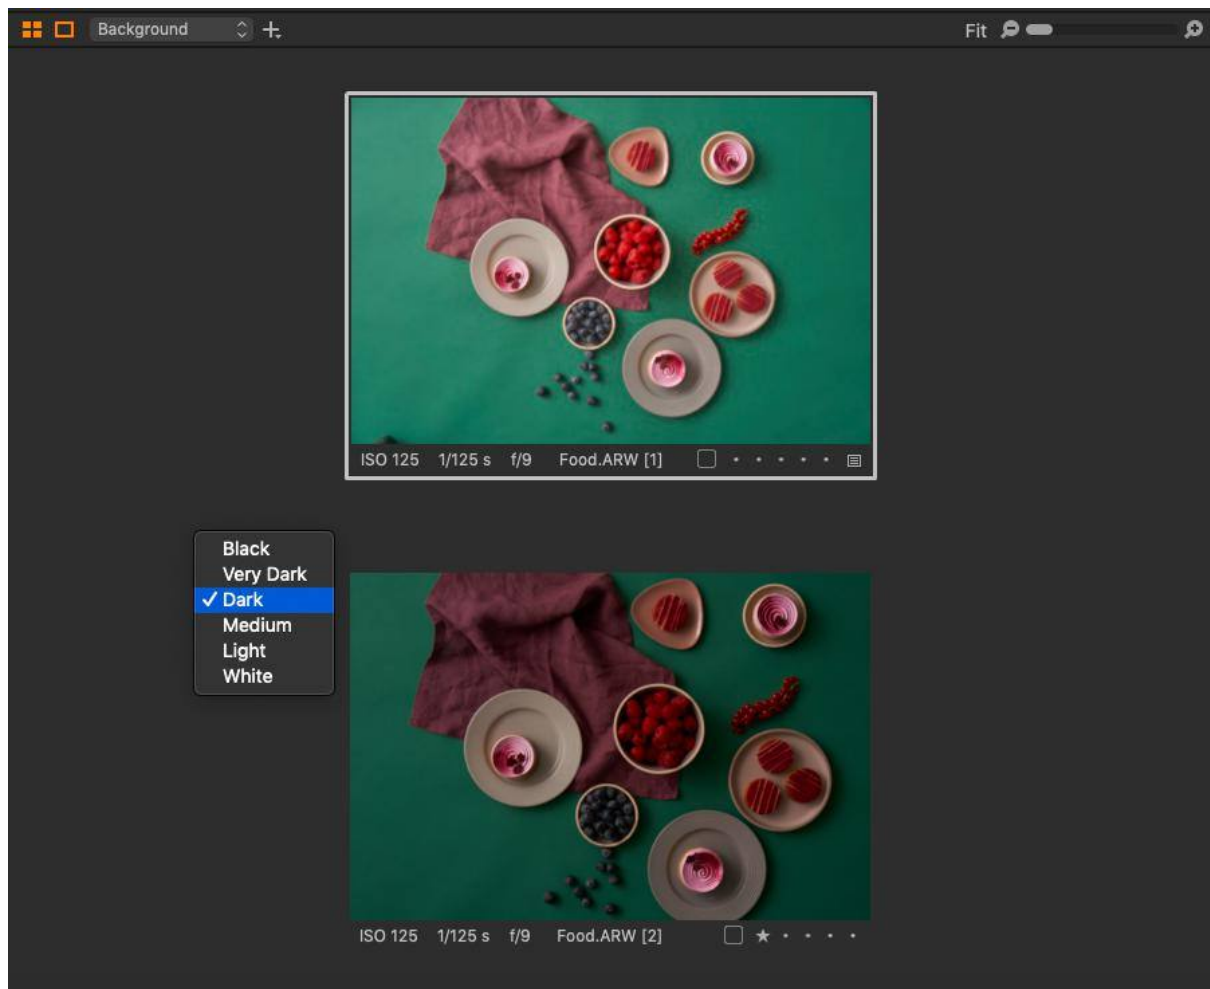 Background
Fit
ISO 125 1/125 s f/9 Food.ARW [1]
Black
Very Dark
✓ Dark
Medium
Light
White
ISO 125 1/125 s f/9 Food.ARW [2]